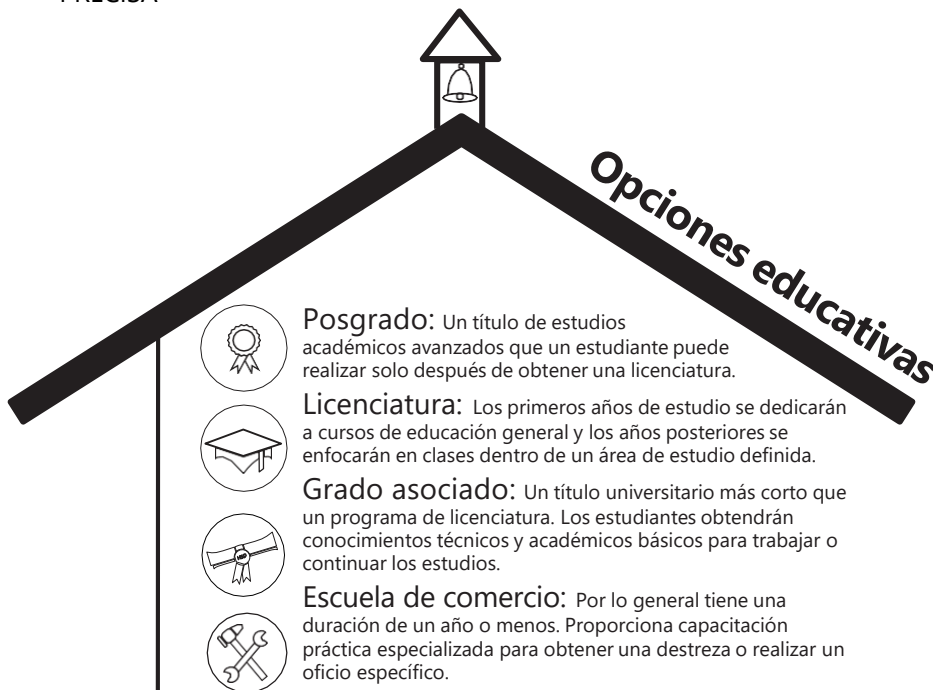 Opciones educativas
Posgrado: Un título de estudios
académicos avanzados que un estudiante puede
realizar solo después de obtener una licenciatura.
Licenciatura: Los primeros años de estudio se dedicarán
a cursos de educación general y los años posteriores se
enfocarán en clases dentro de un área de estudio definida.
Grado asociado: Un título universitario más corto que
un programa de licenciatura. Los estudiantes obtendrán
conocimientos técnicos y académicos básicos para trabajar o
continuar los estudios.
Escuela de comercio: Por lo general tiene una
duración de un año o menos. Proporciona capacitación
práctica especializada para obtener una destreza o realizar un
oficio específico.